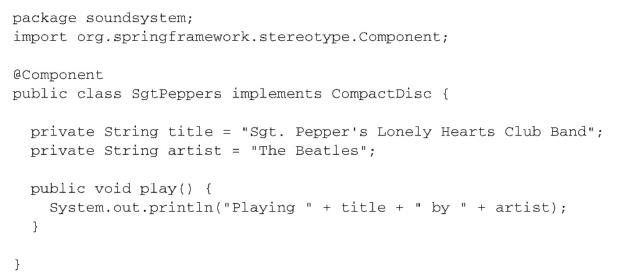 package soundsystem;
import org.springframework.stereotype.Component;
@Component
public class SgtPeppers implements CompactDisc {
private String title = "Sgt. Pepper's Lonely Hearts Club Band";
private String artist = "The Beatles";
public void play() {
System.out.println("Playing " + title + " by " + artist);
}
}